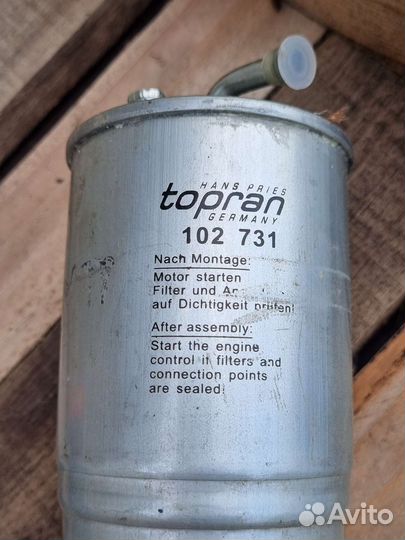 HANS PRIES
topran
GERMANY
102 731
Nach Montage:
Motor starten
Filter und
auf Dichtigkeit prüfen!
After assembly:
Start the engine
control if filters and
connection points
are sealed!
Avito